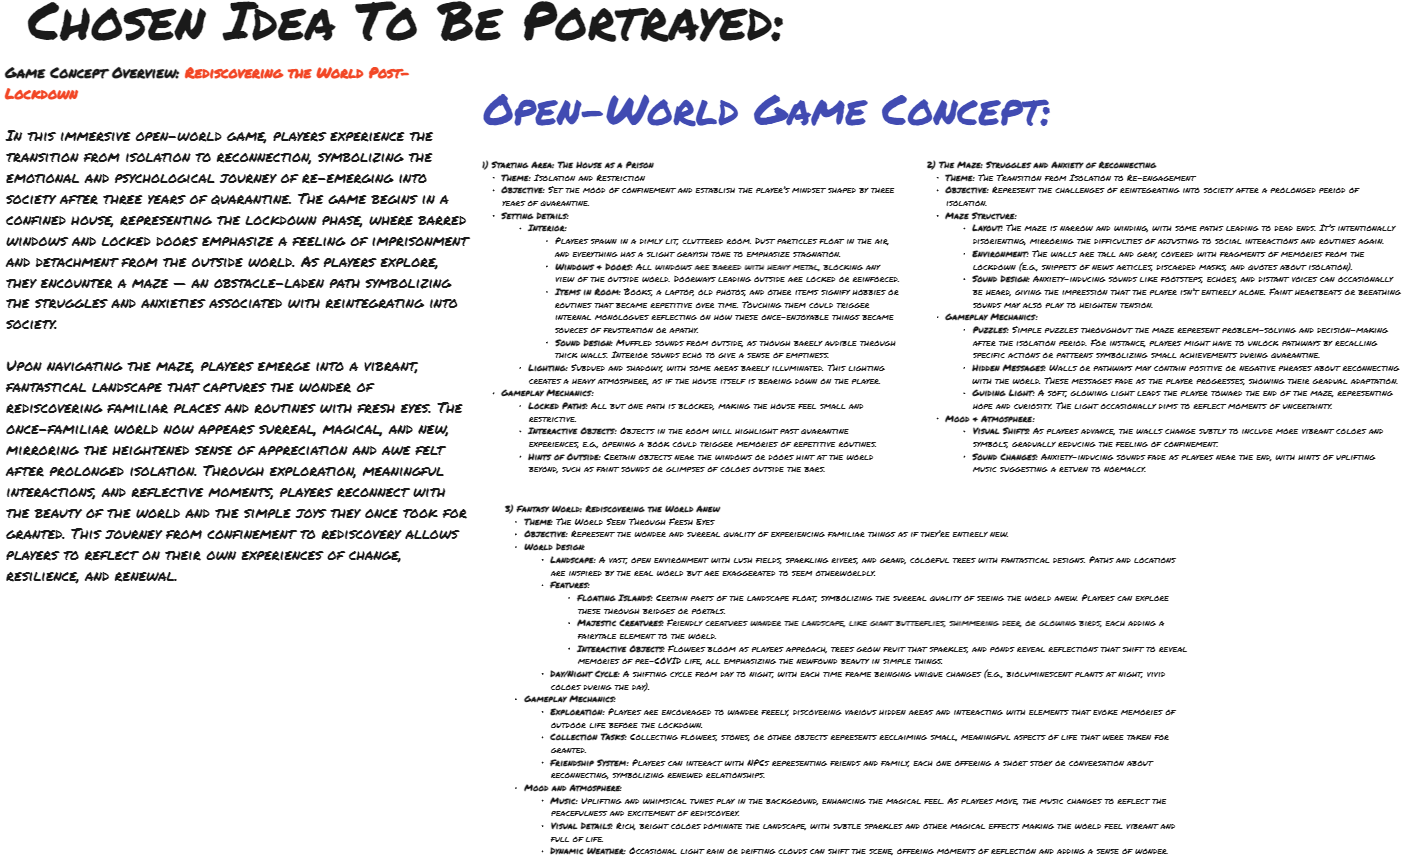 Chosen Idea To Be Portrayed:
Game Concept Overview: Rediscovering the World Post-
Lockdown
In this immersive open-world game, players experience the
transition from isolation to reconnection, symbolizing the
emotional and psychological journey of re-emerging into
society after three years of quarantine. The game begins in a
confined house, representing the lockdown phase, where barred
windows and locked doors emphasize a feeling of imprisonment
and detachment from the outside world. As players explore,
they encounter a maze — an obstacle-laden path symbolizing
the struggles and anxieties associated with reintegrating into
society.
Upon navigating the maze, players emerge into a vibrant,
fantastical landscape that captures the wonder of
rediscovering familiar places and routines with fresh eyes. The
once-familiar world now appears surreal, magical, and new,
mirroring the heightened sense of appreciation and awe felt
after prolonged isolation. Through exploration, meaningful
interactions, and reflective moments, players reconnect with
the beauty of the world and the simple joys they once took for
granted. This journey from confinement to rediscovery allows
players to reflect on their own experiences of change,
resilience, and renewal.
Open-World Game Concept:
1) Starting Area: The House as a Prison
• Theme: Isolation and Restriction
• Objective: Set the mood of confinement and establish the player's mindset shaped by three
years of quarantine.
• Setting Details:
• Interior:
• Players spawn in a dimly lit, cluttered room. Dust particles float in the air,
and everything has a slight grayish tone to emphasize stagnation.
• Windows & Doors: All windows are barred with heavy metal, blocking any
view of the outside world. Doorways leading outside are locked or reinforced.
• Items in Room: Books, a laptop, old photos, and other items signify hobbies or
routines that became repetitive over time. Touching them could trigger
internal monologues reflecting on how these once-enjoyable things became
sources of frustration or apathy.
• Sound Design: Muffled sounds from outside, as though barely audible through
thick walls. Interior sounds echo to give a sense of emptiness.
• Lighting: Subdued and shadowy, with some areas barely illuminated. This lighting
creates a heavy atmosphere, as if the house itself is bearing down on the player.
• Gameplay Mechanics:
• Locked Paths: All but one path is blocked, making the house feel small and
restrictive.
• Interactive Objects: Objects in the room will highlight past quarantine
experiences, e.g., opening a book could trigger memories of repetitive routines.
• Hints of Outside: Certain objects near the windows or doors hint at the world
beyond, such as faint sounds or glimpses of colors outside the bars.
2) The Maze: Struggles and Anxiety of Reconnecting
• Theme: The Transition from Isolation to Re-engagement
• Objective: Represent the challenges of reintegrating into society after a prolonged period of
isolation.
• Maze Structure:
• Layout: The maze is narrow and winding, with some paths leading to dead ends. It's intentionally
disorienting, mirroring the difficulties of adjusting to social interactions and routines again.
• Environment: The walls are tall and gray, covered with fragments of memories from the
lockdown (e.g., snippets of news articles, discarded masks, and quotes about isolation).
• Sound Design: Anxiety-inducing sounds like footsteps, echoes, and distant voices can occasionally
be heard, giving the impression that the player isn't entirely alone. Faint heartbeats or breathing
sounds may also play to heighten tension.
• Gameplay Mechanics:
• Puzzles: Simple puzzles throughout the maze represent problem-solving and decision-making
after the isolation period. For instance, players might have to unlock pathways by recalling
specific actions or patterns symbolizing small achievements during quarantine.
• Hidden Messages: Walls or pathways may contain positive or negative phrases about reconnecting
with the world. These messages fade as the player progresses, showing their gradual adaptation.
• Guiding Light: A soft, glowing light leads the player toward the end of the maze, representing
hope and curiosity. The light occasionally dims to reflect moments of uncertainty.
• Mood & Atmosphere:
• Visual Shifts: As players advance, the walls change subtly to include more vibrant colors and
symbols, gradually reducing the feeling of confinement.
• Sound Changes: Anxiety-inducing sounds fade as players near the end, with hints of uplifting
music suggesting a return to normalcy.
3) Fantasy World: Rediscovering the World Anew
• Theme: The World Seen Through Fresh Eyes
• Objective: Represent the wonder and surreal quality of experiencing familiar things as if they're entirely new.
• World Design:
• Landscape: A vast, open environment with lush fields, sparkling rivers, and grand, colorful trees with fantastical designs. Paths and locations
are inspired by the real world but are exaggerated to seem otherworldly.
• Features:
• Floating Islands: Certain parts of the landscape float, symbolizing the surreal quality of seeing the world anew. Players can explore
these through bridges or portals.
• Majestic Creatures: Friendly creatures wander the landscape, like giant butterflies, shimmering deer, or glowing birds, each adding a
fairytale element to the world.
• Interactive Objects: Flowers bloom as players approach, trees grow fruit that sparkles, and ponds reveal reflections that shift to reveal
memories of pre-COVID life, all emphasizing the newfound beauty in simple things.
• Day/Night Cycle: A shifting cycle from day to night, with each time frame bringing unique changes (e.g., bioluminescent plants at night, vivid
colors during the day).
• Gameplay Mechanics:
• Exploration: Players are encouraged to wander freely, discovering various hidden areas and interacting with elements that evoke memories of
outdoor life before the lockdown.
• Collection Tasks: Collecting flowers, stones, or other objects represents reclaiming small, meaningful aspects of life that were taken for
granted.
• Friendship System: Players can interact with NPCs representing friends and family, each one offering a short story or conversation about
reconnecting, symbolizing renewed relationships.
• Mood and Atmosphere:
• Music: Uplifting and whimsical tunes play in the background, enhancing the magical feel. As players move, the music changes to reflect the
peacefulness and excitement of rediscovery.
• Visual Details: Rich, bright colors dominate the landscape, with subtle sparkles and other magical effects making the world feel vibrant and
full of life.
• Dynamic Weather: Occasional light rain or drifting clouds can shift the scene, offering moments of reflection and adding a sense of wonder.